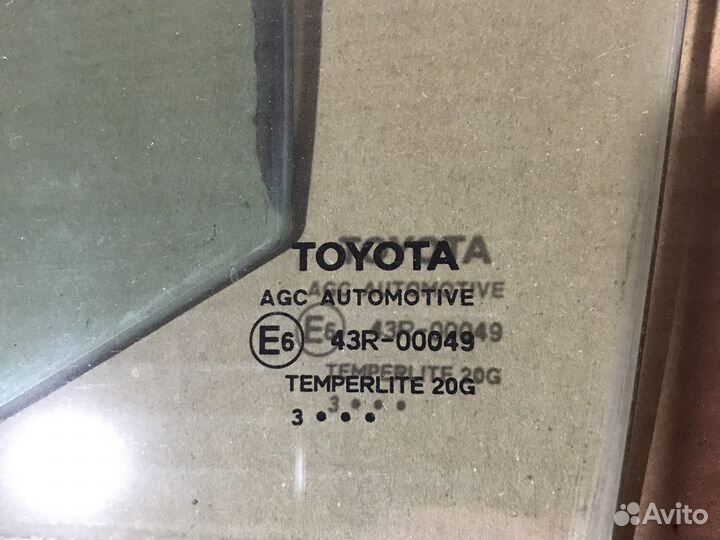 TOYOTA
AGC AUTOMOTIVE
E6 43R-00049
TEMPERLITE 20G
3 • • •
Avito